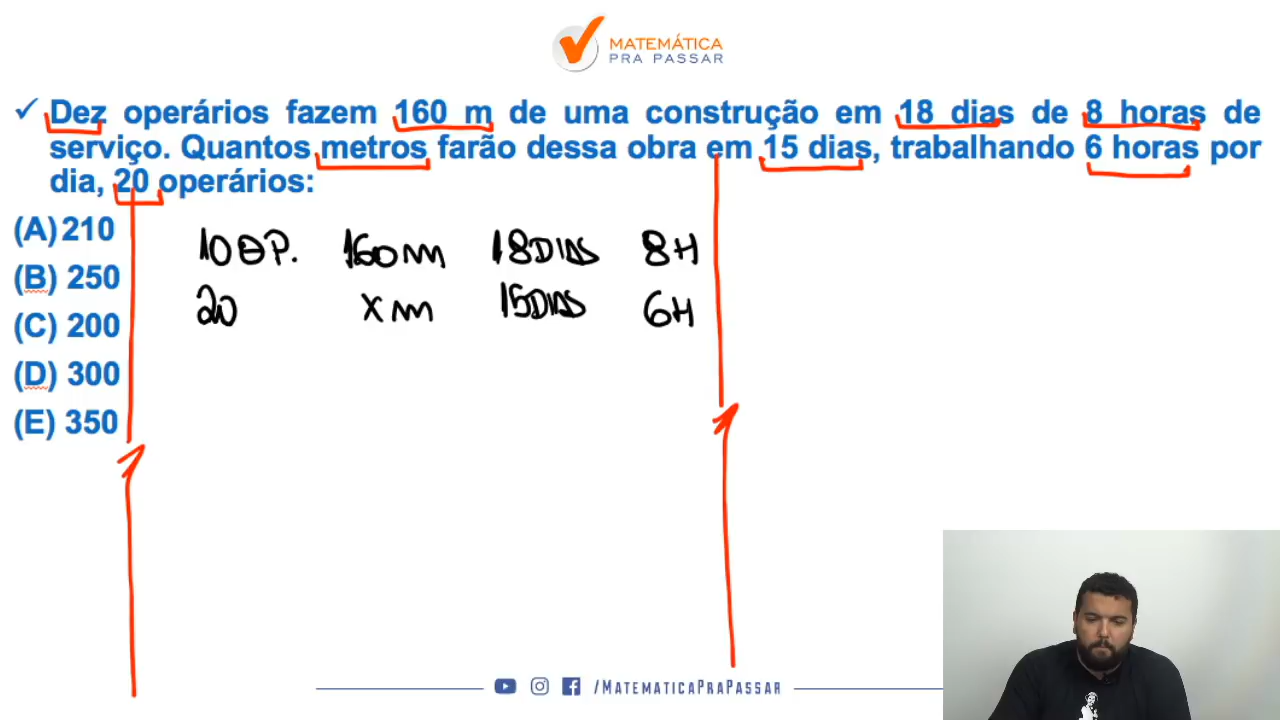 MATEMÁTICA
PRA PASSAR
✓ Dez operários fazem 160 m de uma construção em 18 dias de 8 horas de
serviço. Quantos metros farão dessa obra em 15 dias, trabalhando 6 horas por
dia, 20 operários:
(A) 210
(B) 250
(C) 200
(D) 300
(E) 350
10 OP. 160 m 18 DIAS 8 H
20 X m 15 DIAS 6 H
/MATEMATICAPRAPASSAR